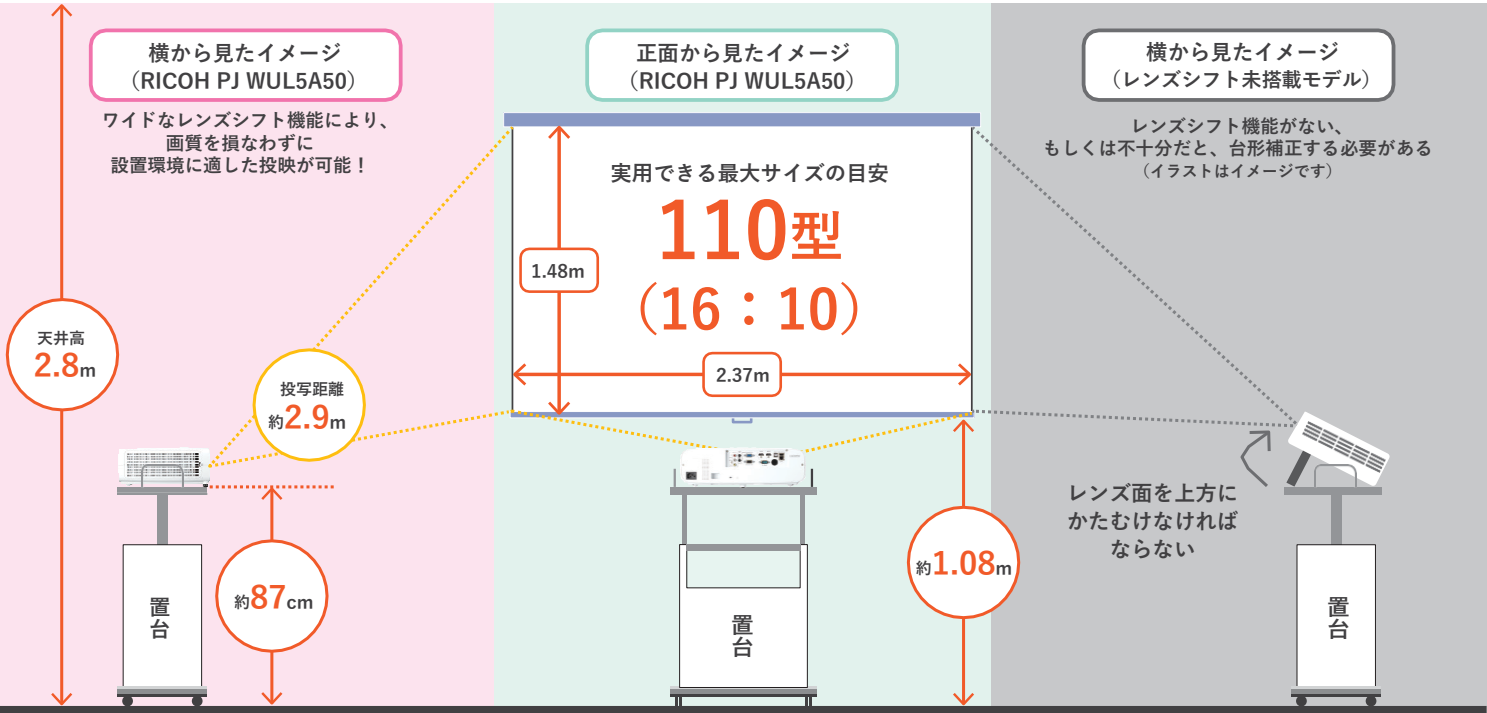 横から見たイメージ
（RICOH PJ WUL5A50）
ワイドなレンズシフト機能により、
画質を損なわずに
設置環境に適した投映が可能！
天井高
2.8m
投写距離
約2.9m
約87cm
置台
正面から見たイメージ
（RICOH PJ WUL5A50）
実用できる最大サイズの目安
110型
（16：10）
1.48m
2.37m
約1.08m
置台
横から見たイメージ
（レンズシフト未搭載モデル）
レンズシフト機能がない、
もしくは不十分だと、台形補正する必要がある
（イラストはイメージです）
レンズ面を上方に
かたむけなければ
ならない
置台